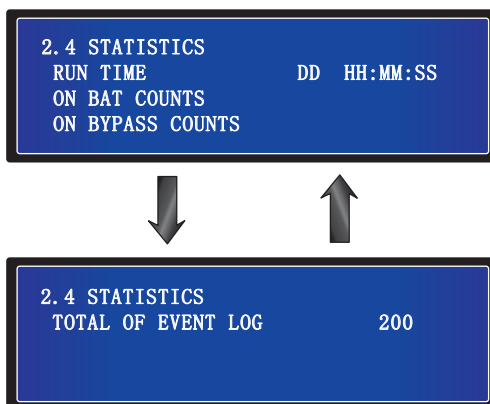 2.4 STATISTICS
RUN TIME DD HH:MM:SS
ON BAT COUNTS
ON BYPASS COUNTS
2.4 STATISTICS
TOTAL OF EVENT LOG 200